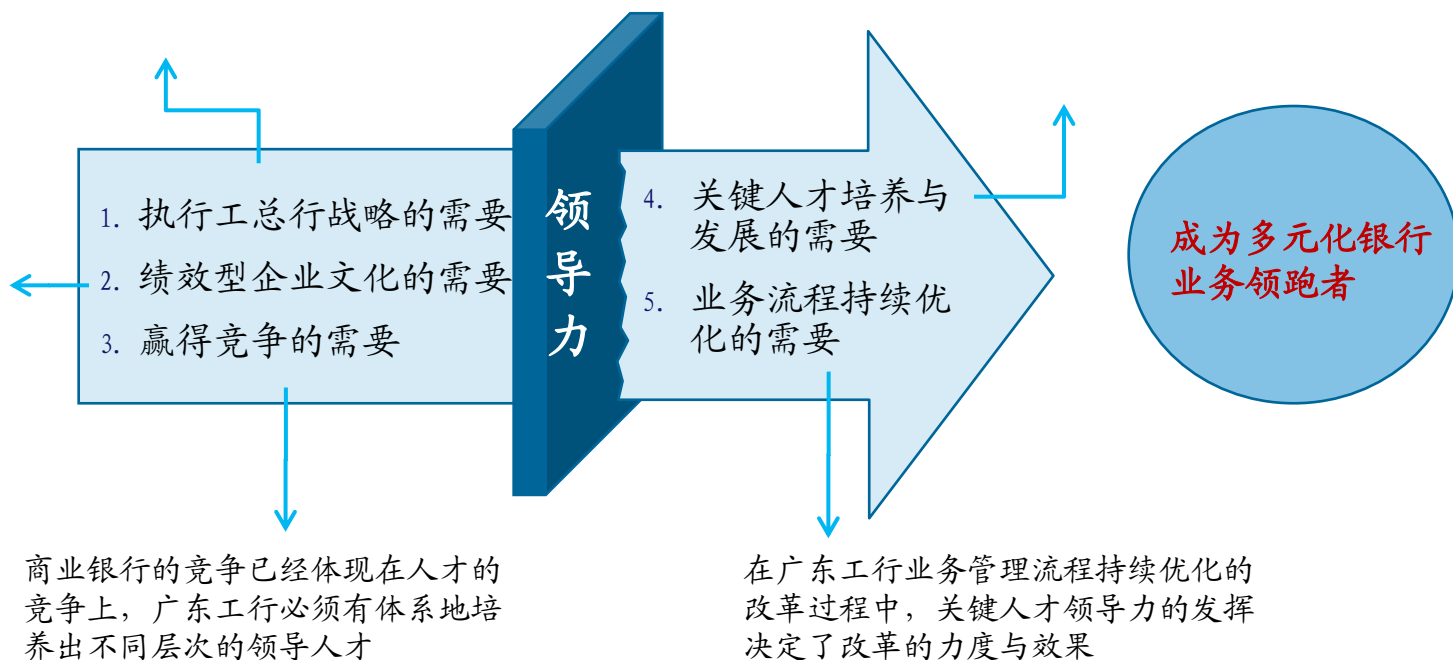 1. 执行工总行战略的需要
2. 绩效型企业文化的需要
3. 赢得竞争的需要
领
导
力
4. 关键人才培养与
发展的需要
5. 业务流程持续优
化的需要
成为多元化银行
业务领跑者
商业银行的竞争已经体现在人才的
竞争上，广东工行必须有体系地培
养出不同层次的领导人才
在广东工行业务管理流程持续优化的
改革过程中，关键人才领导力的发挥
决定了改革的力度与效果